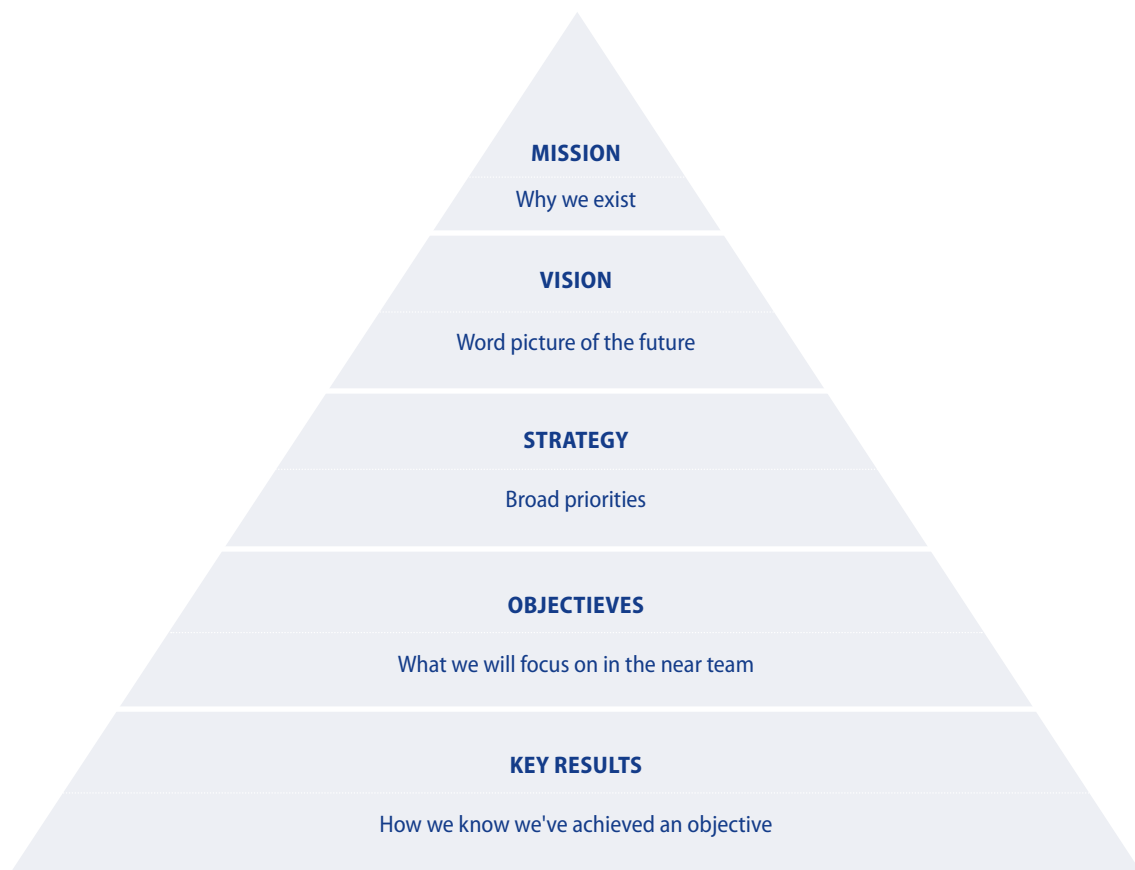 MISSION
Why we exist
VISION
Word picture of the future
STRATEGY
Broad priorities
OBJECTIEVES
What we will focus on in the near team
KEY RESULTS
How we know we've achieved an objective